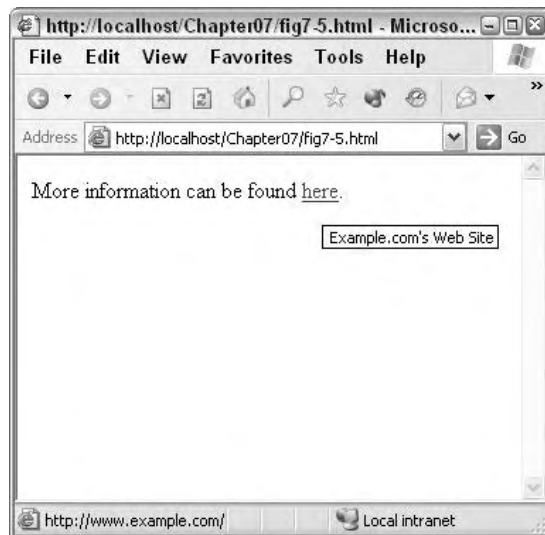 http://localhost/Chapter07/fig7-5.html - Microso...
File Edit View Favorites Tools Help
»
Address http://localhost/Chapter07/fig7-5.html Go
More information can be found here.
Example.com's Web Site
http://www.example.com/ Local intranet